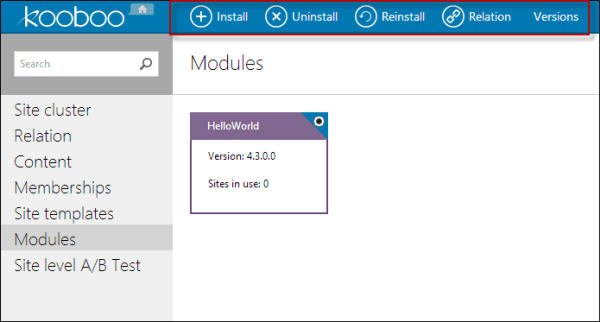 kooboo Install Uninstall Reinstall Relation Versions
Search
Modules
Site cluster
Relation
Content
Memberships
Site templates
Modules
Site level A/B Test
HelloWorld
Version: 4.3.0.0
Sites in use: 0